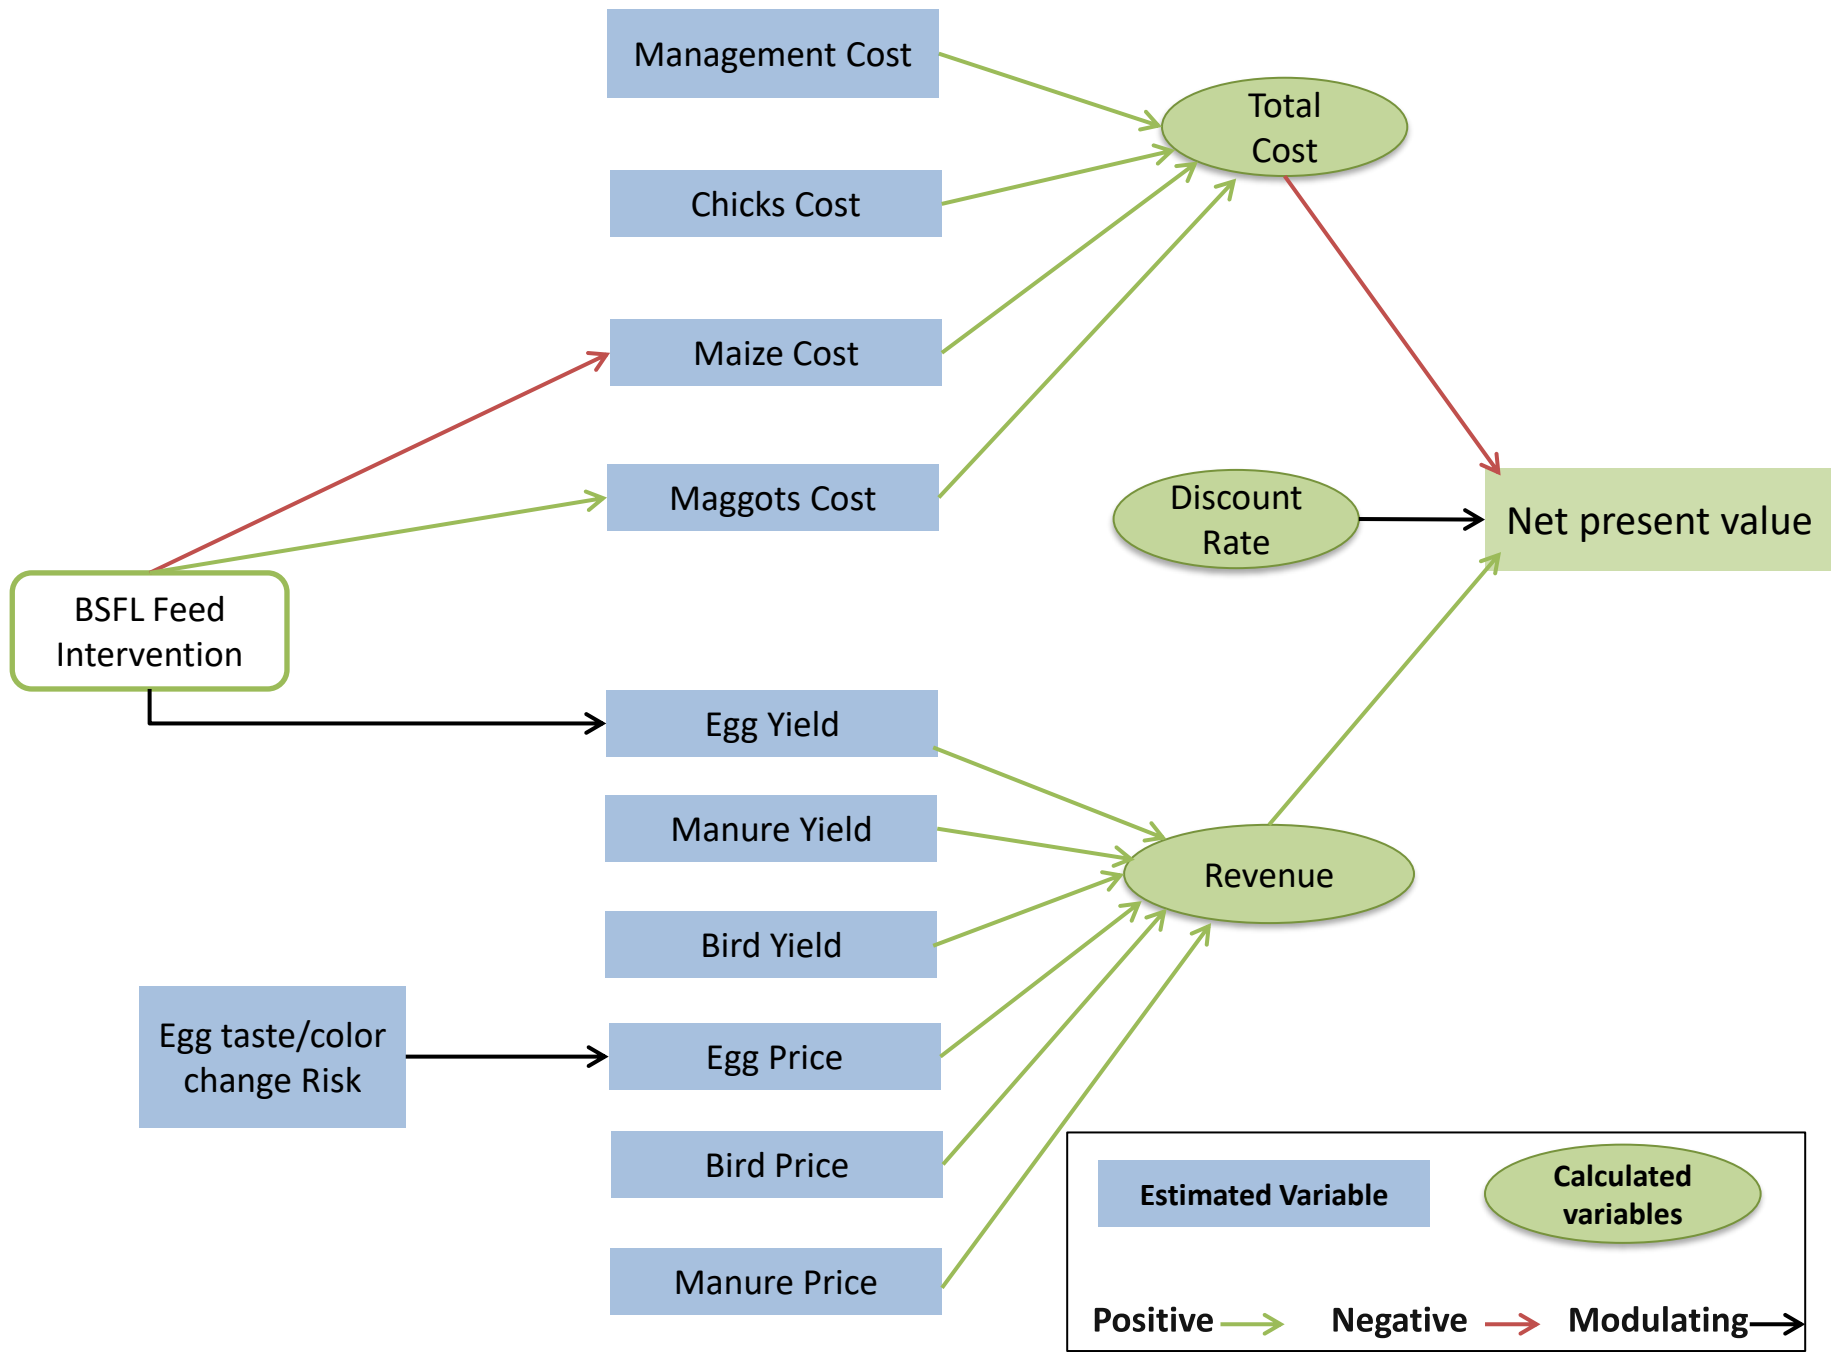 Management Cost
Total
Cost
Chicks Cost
Maize Cost
Maggots Cost
Discount
Rate
Net present value
BSFL Feed
Intervention
Egg Yield
Manure Yield
Revenue
Bird Yield
Egg taste/color
change Risk
Egg Price
Bird Price
Manure Price
Estimated Variable
Calculated
variables
Positive
Negative
Modulating